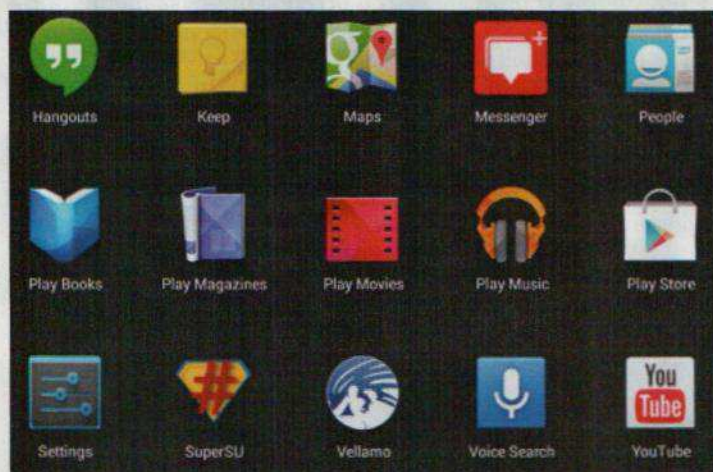 Hangouts Keep Maps Messenger People
Play Books Play Magazines Play Movies Play Music Play Store
You
Tube
Settings SuperSU Vellamo Voice Search YouTube